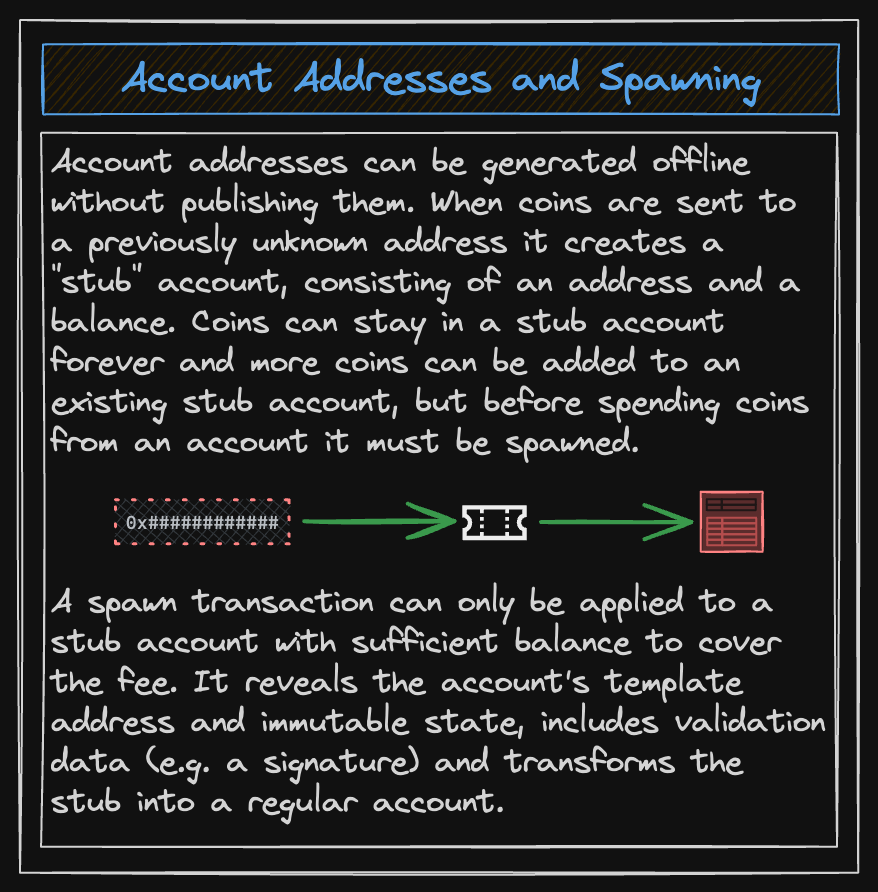 Account Addresses and Spawning
Account addresses can be generated offline
without publishing them. When coins are sent to
a previously unknown address it creates a
"stub" account, consisting of an address and a
balance. Coins can stay in a stub account
forever and more coins can be added to an
existing stub account, but before spending coins
from an account it must be spawned.
0x############
A spawn transaction can only be applied to a
stub account with sufficient balance to cover
the fee. It reveals the account's template
address and immutable state, includes validation
data (e.g. a signature) and transforms the
stub into a regular account.